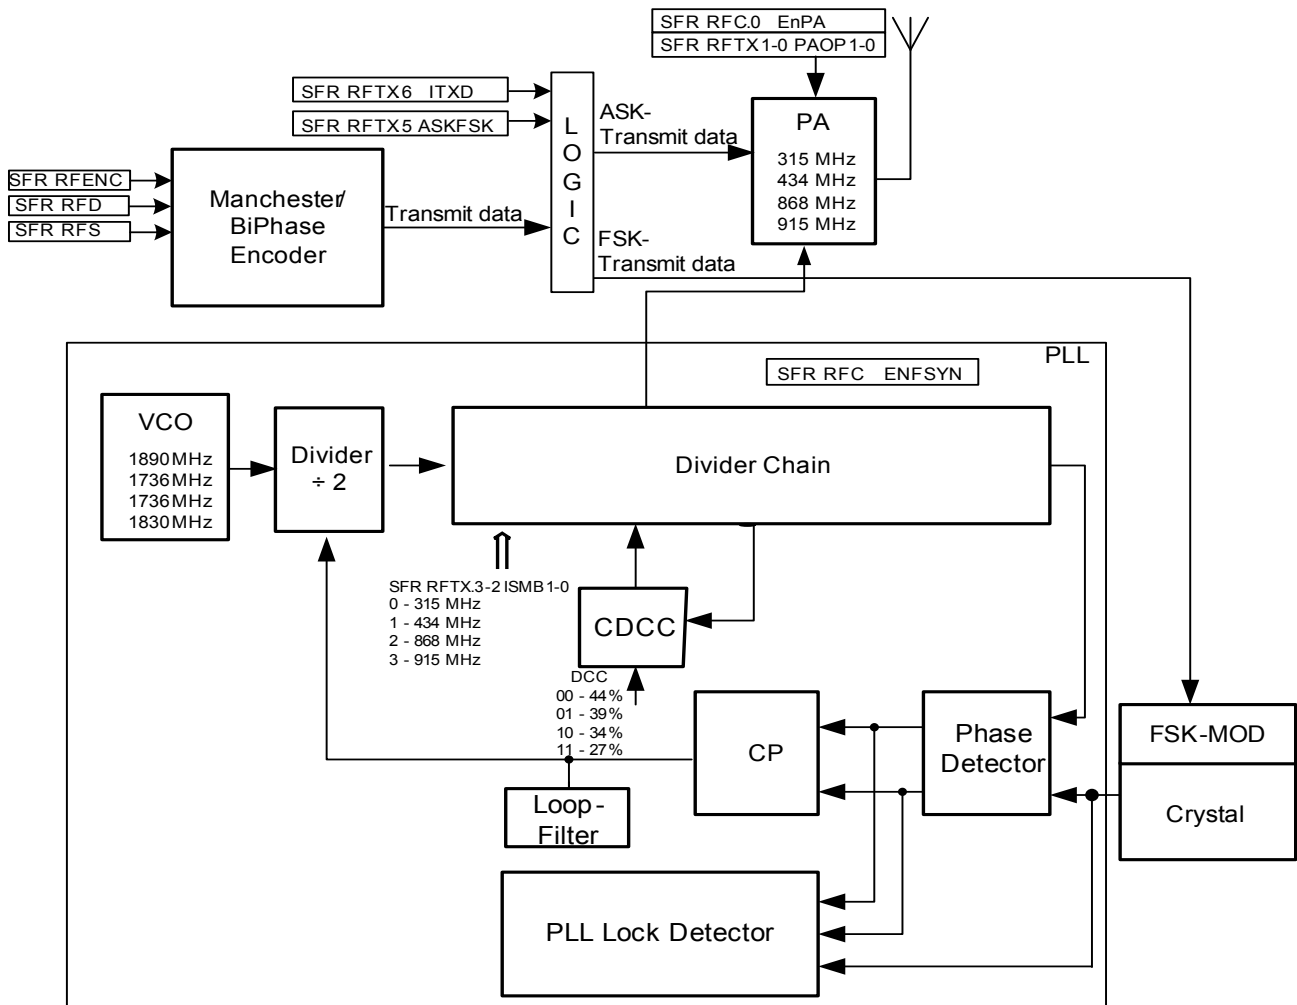 SFR RFC.0 EnPA
SFR RFTX1-0 PAOP1-0
SFR RFTX6 ITXD
SFR RFTX5 ASKFSK
SFR RFENC
SFR RFD
SFR RFS
Manchester/
BiPhase
Encoder
Transmit data
LOGIC
ASK-
Transmit data
FSK-
Transmit data
PA
315 MHz
434 MHz
868 MHz
915 MHz
PLL
SFR RFC ENFSYN
VCO
1890MHz
1736MHz
1736MHz
1830MHz
Divider
÷ 2
Divider Chain
SFR RFTX.3-2 ISMB1-0
0 - 315 MHz
1 - 434 MHz
2 - 868 MHz
3 - 915 MHz
CDCC
DCC
00 - 44%
01 - 39%
10 - 34%
11 - 27%
CP
Phase
Detector
FSK-MOD
Crystal
Loop-
Filter
PLL Lock Detector